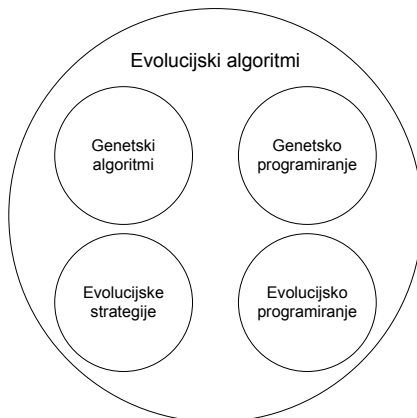 Evolucijski algoritmi
Genetski
algoritmi
Genetsko
programiranje
Evolucijske
strategije
Evolucijsko
programiranje